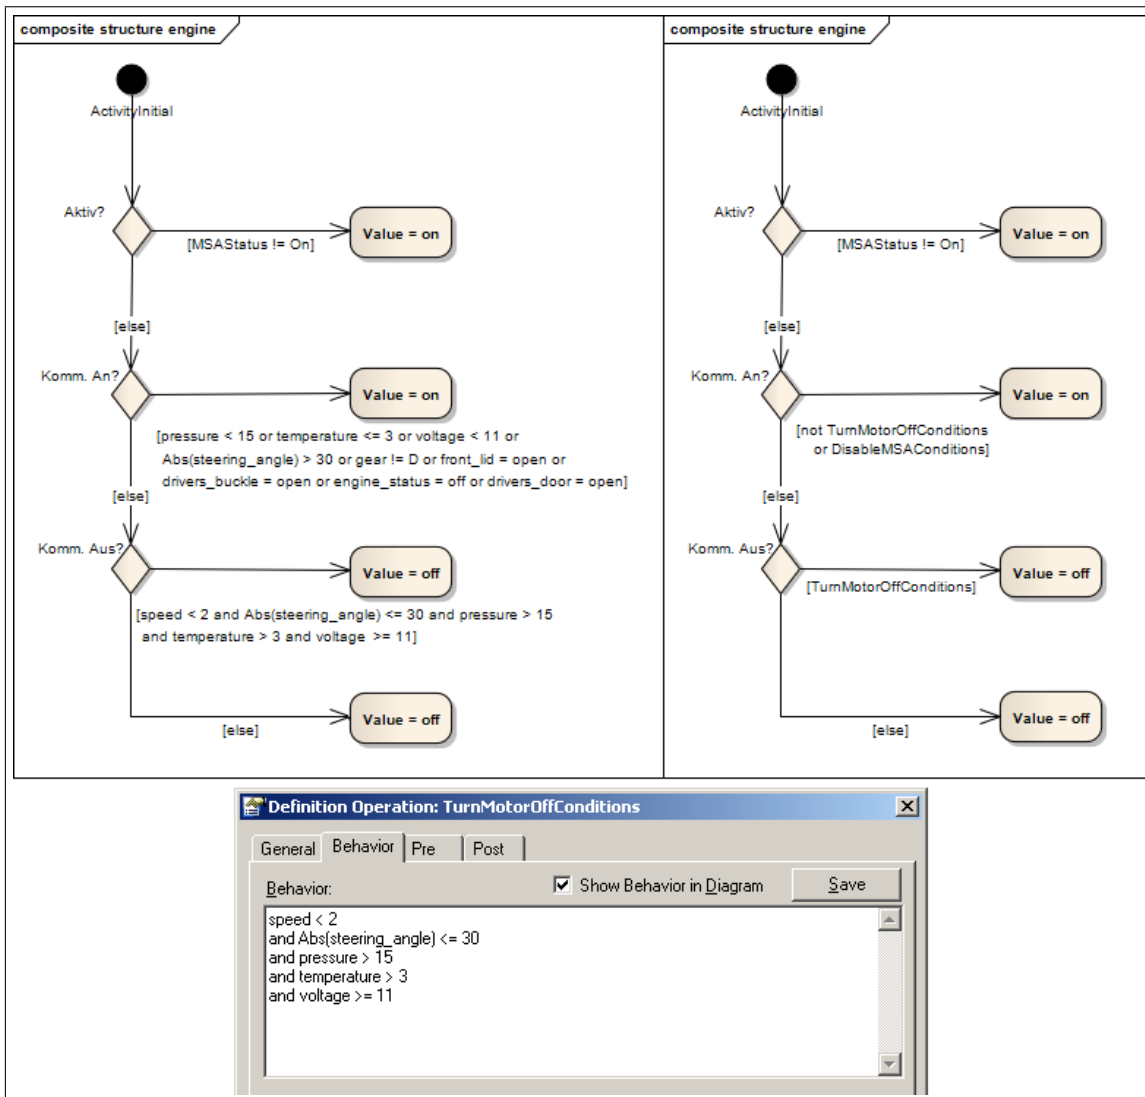 composite structure engine
ActivityInitial
Aktiv?
Value = on
[MSAStatus != On]
[else]
Komm. An?
Value = on
[pressure < 15 or temperature <= 3 or voltage < 11 or
Abs(steering_angle) > 30 or gear != D or front_lid = open or
drivers_buckle = open or engine_status = off or drivers_door = open]
[else]
Komm. Aus?
Value = off
[speed < 2 and Abs(steering_angle) <= 30 and pressure > 15
and temperature > 3 and voltage >= 11]
Value = off
[else]
composite structure engine
ActivityInitial
Aktiv?
Value = on
[MSAStatus != On]
[else]
Komm. An?
Value = on
[not TurnMotorOffConditions
or DisableMSAConditions]
[else]
Komm. Aus?
Value = off
[TurnMotorOffConditions]
Value = off
[else]
Definition Operation: TurnMotorOffConditions
General Behavior Pre Post
Behavior: Show Behavior in Diagram Save
speed < 2
and Abs(steering_angle) <= 30
and pressure > 15
and temperature > 3
and voltage >= 11